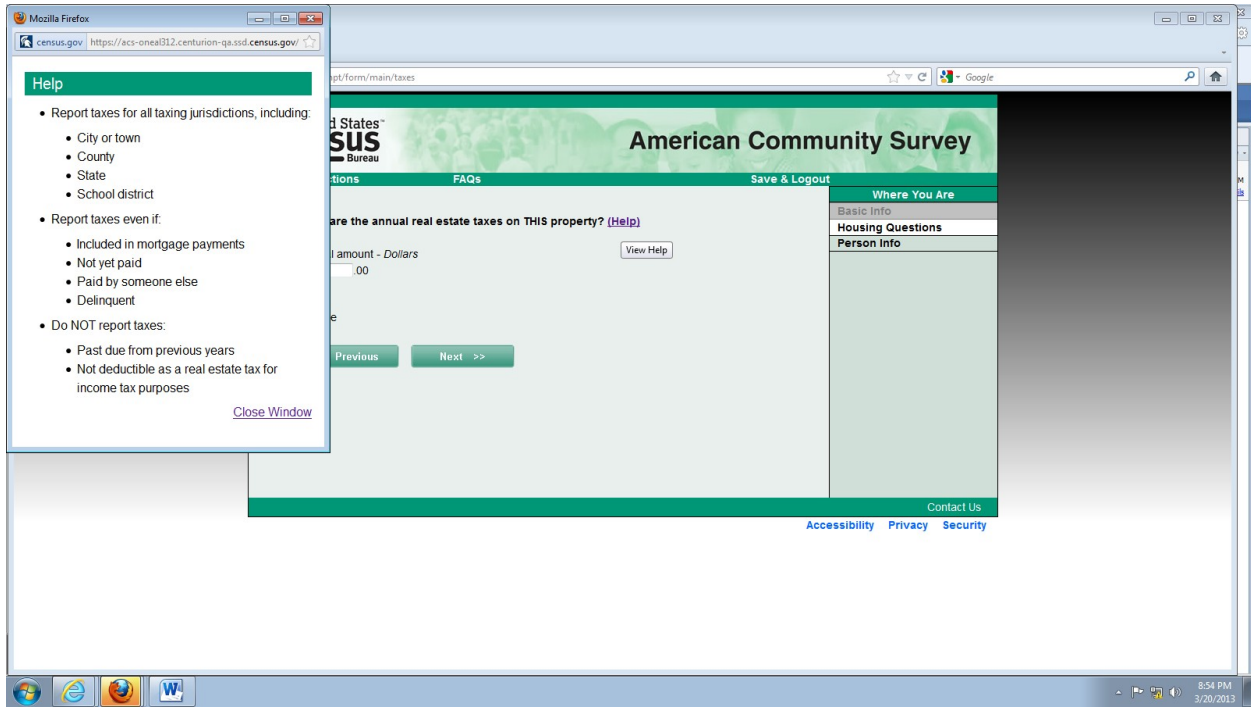 Mozilla Firefox
census.gov https://acs-oneal312.centurion-qa.ssd.census.gov/
Help
• Report taxes for all taxing jurisdictions, including:
• City or town
• County
• State
• School district
• Report taxes even if:
• Included in mortgage payments
• Not yet paid
• Paid by someone else
• Delinquent
• Do NOT report taxes:
• Past due from previous years
• Not deductible as a real estate tax for
income tax purposes
Close Window
pt/form/main/taxes
Google
d States™
sus
Bureau
American Community Survey
tions FAQs Save & Logout
Where You Are
Basic Info
Housing Questions
Person Info
are the annual real estate taxes on THIS property? (Help)
View Help
l amount - Dollars
.00
e
Previous Next >>
Contact Us
Accessibility Privacy Security
8:54 PM
3/20/2013